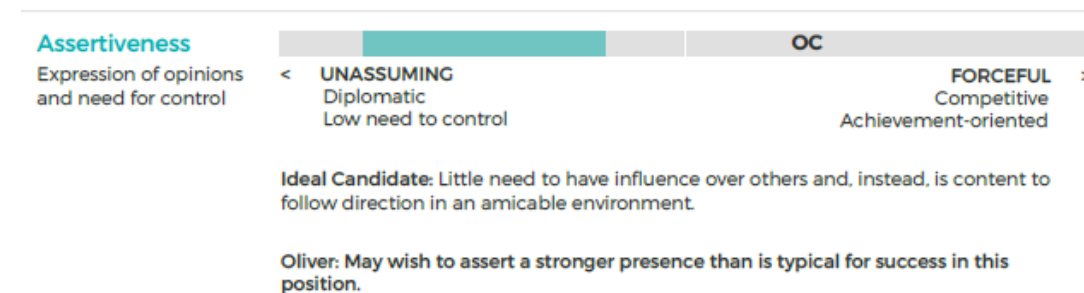 Assertiveness
OC
Expression of opinions
and need for control
< UNASSUMING
Diplomatic
Low need to control
FORCEFUL >
Competitive
Achievement-oriented
Ideal Candidate: Little need to have influence over others and, instead, is content to
follow direction in an amicable environment.
Oliver: May wish to assert a stronger presence than is typical for success in this
position.